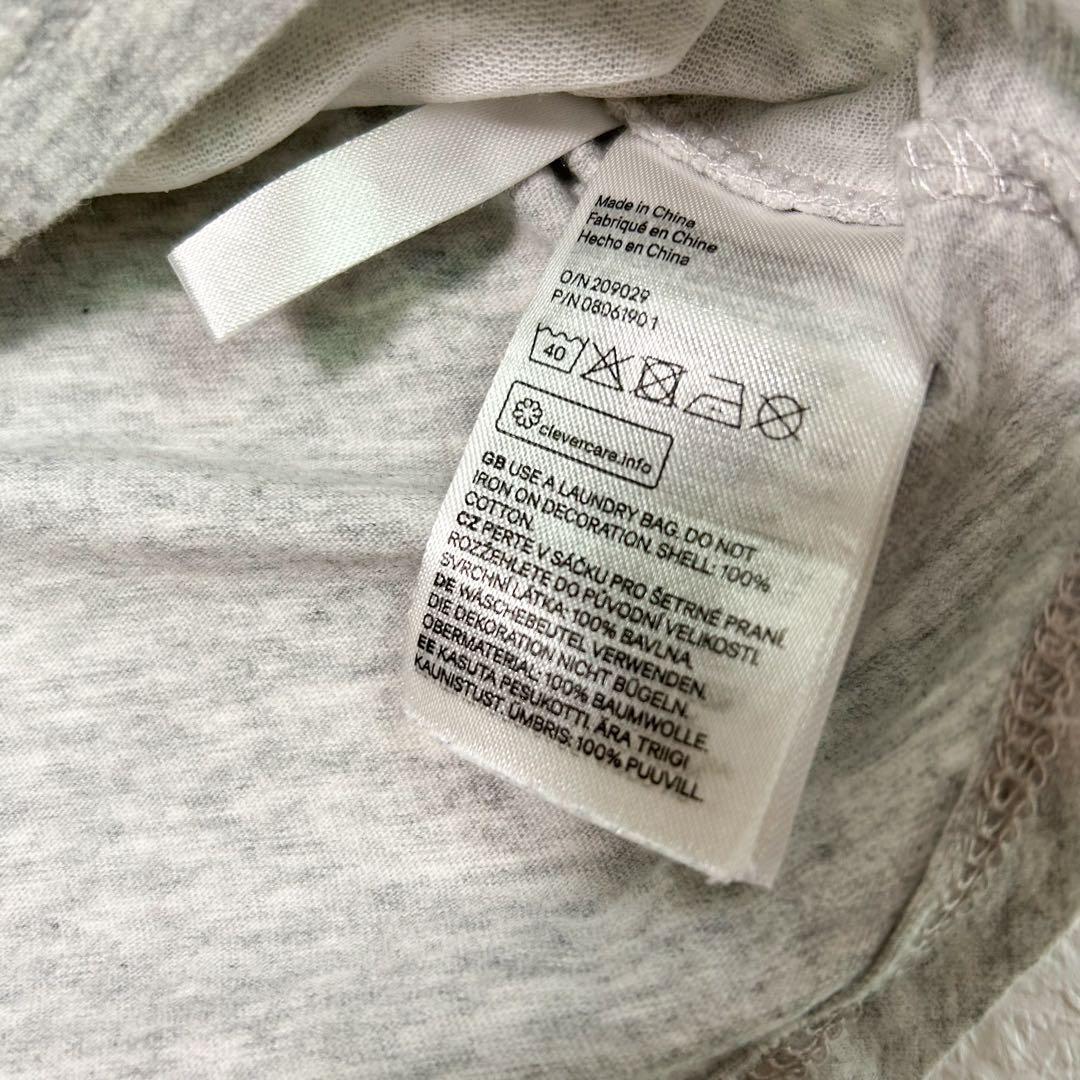 Made in China
Fabriqué en Chine
Hecho en China
O/N 209029
P/N 08061901
40
clevercare.info
GB USE A LAUNDRY BAG. DO NOT
IRON ON DECORATION. SHELL: 100%
COTTON.
CZ PERTE V SÁČKU PRO ŠETRNÉ PRANÍ.
ROZŽEHLETE DO PŮVODNÍ VELIKOSTI.
SVRCHNÍ LÁTKA: 100% BAVLNA.
DE WÄSCHEBEUTEL VERWENDEN.
DIE DEKORATION NICHT BÜGELN.
OBERMATERIAL: 100% BAUMWOLLE.
EE KASUTA PESUKOTTI. ÄRA TRIIGI
KAUNISTUST. ÜMBRIS: 100% PUUVILL.